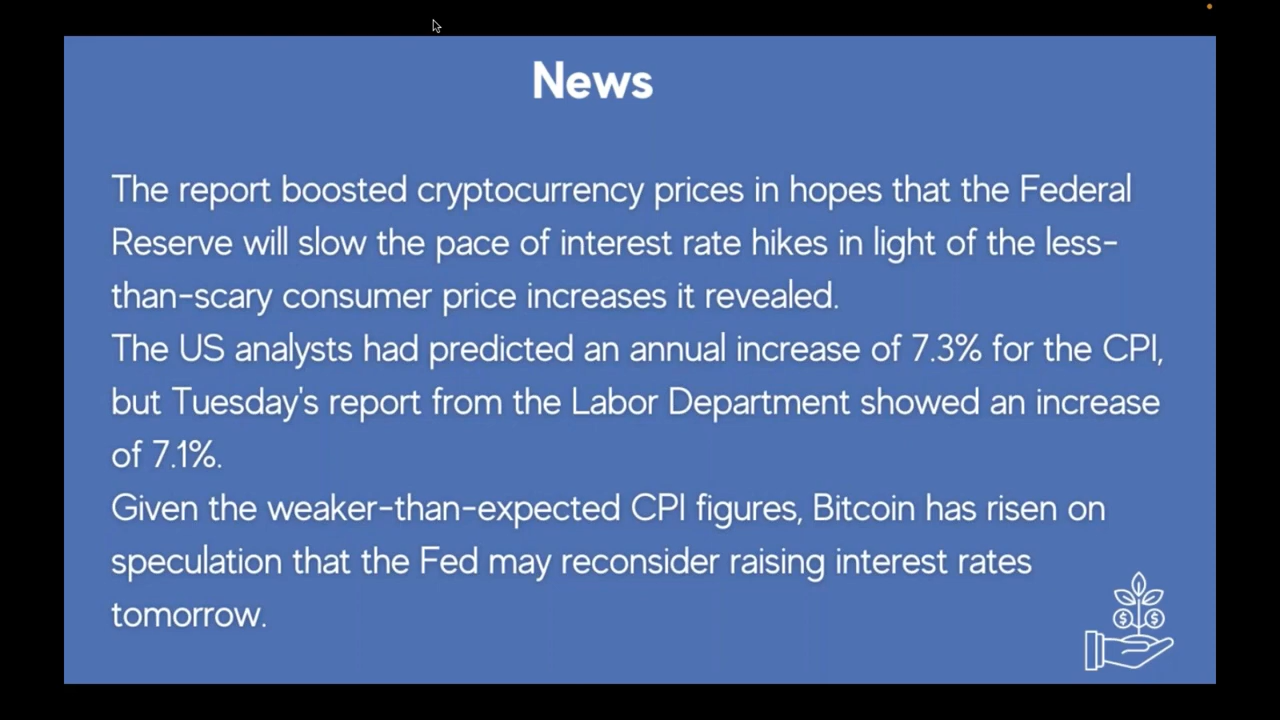 News
The report boosted cryptocurrency prices in hopes that the Federal
Reserve will slow the pace of interest rate hikes in light of the less-
than-scary consumer price increases it revealed.
The US analysts had predicted an annual increase of 7.3% for the CPI,
but Tuesday's report from the Labor Department showed an increase
of 7.1%.
Given the weaker-than-expected CPI figures, Bitcoin has risen on
speculation that the Fed may reconsider raising interest rates
tomorrow.
$ $